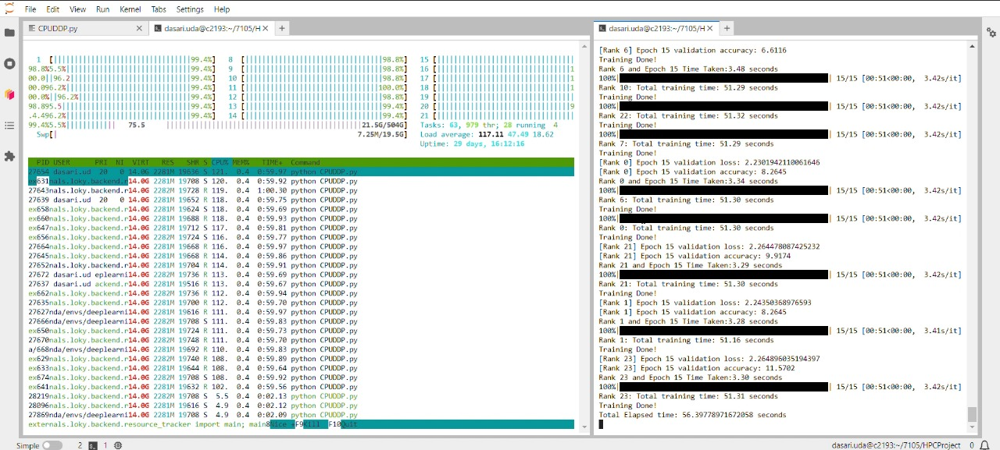 File Edit View Run Kernel Tabs Settings Help
CPUDDP.py
dasari.uda@c2193:~/7105/H
dasari.uda@c2193:~/7105/H
1 [99.4%] 8 [98.8%] 15 [
98.8%5.5% 99.4%] 9 [98.8%] 16 [
00.0 96.2 99.4%] 10 [98.8%] 17 [
00.096.2% 99.4%] 11 [100.0%] 18 [
00.0% 96.2% 99.4%] 12 [98.8%] 19 [
98.895.5 99.4%] 13 [99.4%] 20 [9
.4.496.2% 99.4%] 14 [99.4%] 21 [
99.4%5.5% 75.5 21.5G/504G] Tasks: 63, 979 thr; 28 running 4
Swp[ 7.25M/19.5G] Load average: 117.11 47.49 18.62
Uptime: 29 days, 16:12:16
PID USER PRI NI VIRT RES SHR S CPU% MEM% TIME+ Command
27654 dasari.ud 20 0 14.0G 2281M 19636 S 121. 0.4 0:59.97 python CPUDDP.py
ex631nals.loky.backend.r14.0G 2281M 19708 S 120. 0.4 0:59.92 python CPUDDP.py
27643nals.loky.backend.r14.0G 2281M 19728 R 119. 0.4 1:00.30 python CPUDDP.py
27639 dasari.ud 20 0 14.0G 2281M 19652 R 118. 0.4 0:59.75 python CPUDDP.py
ex658nals.loky.backend.r14.0G 2281M 19624 S 118. 0.4 0:59.93 python CPUDDP.py
ex660nals.loky.backend.r14.0G 2281M 19688 R 118. 0.4 0:59.93 python CPUDDP.py
ex647nals.loky.backend.r14.0G 2281M 19712 S 117. 0.4 0:59.81 python CPUDDP.py
ex656nals.loky.backend.r14.0G 2282M 19724 S 116. 0.4 0:59.77 python CPUDDP.py
27664nals.loky.backend.r14.0G 2281M 19668 R 116. 0.4 0:59.97 python CPUDDP.py
27645nals.loky.backend.r14.0G 2281M 19668 R 114. 0.4 0:59.86 python CPUDDP.py
27652nals.loky.backend.r14.0G 2281M 19704 R 114. 0.4 0:59.91 python CPUDDP.py
27672 dasari.ud eplearni14.0G 2282M 19736 R 113. 0.4 0:59.69 python CPUDDP.py
27637 dasari.ud ackend.r14.0G 2281M 19516 R 113. 0.4 0:59.67 python CPUDDP.py
ex662nals.loky.backend.r14.0G 2282M 19736 R 112. 0.4 0:59.94 python CPUDDP.py
27635nals.loky.backend.r14.0G 2281M 19700 R 112. 0.4 0:59.70 python CPUDDP.py
27627nda/envs/deeplearni14.0G 2281M 19616 R 111. 0.4 0:59.97 python CPUDDP.py
27666nda/envs/deeplearni14.0G 2281M 19708 S 111. 0.4 0:59.83 python CPUDDP.py
ex650nals.loky.backend.r14.0G 2281M 19724 R 111. 0.4 0:59.73 python CPUDDP.py
27670nals.loky.backend.r14.0G 2281M 19748 R 111. 0.4 0:59.70 python CPUDDP.py
a/668nda/envs/deeplearni14.0G 2281M 19692 R 110. 0.4 0:59.83 python CPUDDP.py
ex629nals.loky.backend.r14.0G 2282M 19740 R 108. 0.4 0:59.89 python CPUDDP.py
ex633nals.loky.backend.r14.0G 2281M 19644 R 108. 0.4 0:59.64 python CPUDDP.py
ex674nals.loky.backend.r14.0G 2282M 19708 S 108. 0.4 0:59.92 python CPUDDP.py
ex641nals.loky.backend.r14.0G 2281M 19632 R 102. 0.4 0:59.56 python CPUDDP.py
28219nals.loky.backend.r14.0G 2281M 19708 S 5.5 0.4 0:02.13 python CPUDDP.py
28096nals.loky.backend.r14.0G 2281M 19616 S 4.9 0.4 0:02.12 python CPUDDP.py
27869nda/envs/deeplearni14.0G 2281M 19708 S 4.9 0.4 0:02.09 python CPUDDP.py
externals.loky.backend.resource_tracker import main; main8Nice +F9Kill F10Quit
[Rank 6] Epoch 15 validation accuracy: 6.6116
Training Done!
Rank 6 and Epoch 15 Time Taken:3.48 seconds
100%| | 15/15 [00:51<00:00, 3.42s/it]
Rank 10: Total training time: 51.29 seconds
Training Done!
100%| | 15/15 [00:51<00:00, 3.42s/it]
Rank 22: Total training time: 51.32 seconds
Training Done!
100%| | 15/15 [00:51<00:00, 3.42s/it]
Rank 7: Total training time: 51.29 seconds
Training Done!
[Rank 0] Epoch 15 validation loss: 2.2301942110061646
[Rank 0] Epoch 15 validation accuracy: 8.2645
Rank 0 and Epoch 15 Time Taken:3.34 seconds
100%| | 15/15 [00:51<00:00, 3.42s/it]
Rank 6: Total training time: 51.30 seconds
Training Done!
100%| | 15/15 [00:51<00:00, 3.42s/it]
Rank 0: Total training time: 51.30 seconds
Training Done!
[Rank 21] Epoch 15 validation loss: 2.264478087425232
[Rank 21] Epoch 15 validation accuracy: 9.9174
Rank 21 and Epoch 15 Time Taken:3.29 seconds
100%| | 15/15 [00:51<00:00, 3.42s/it]
Rank 21: Total training time: 51.30 seconds
Training Done!
[Rank 1] Epoch 15 validation loss: 2.24350368976593
[Rank 1] Epoch 15 validation accuracy: 8.2645
Rank 1 and Epoch 15 Time Taken:3.28 seconds
100%| | 15/15 [00:51<00:00, 3.41s/it]
Rank 1: Total training time: 51.16 seconds
Training Done!
[Rank 23] Epoch 15 validation loss: 2.264896035194397
[Rank 23] Epoch 15 validation accuracy: 11.5702
Rank 23 and Epoch 15 Time Taken:3.30 seconds
100%| | 15/15 [00:51<00:00, 3.42s/it]
Rank 23: Total training time: 51.31 seconds
Training Done!
Total Elapsed time: 56.39778971672058 seconds
Simple 2 1 dasari.uda@c2193:~/7105/HPCProject 0